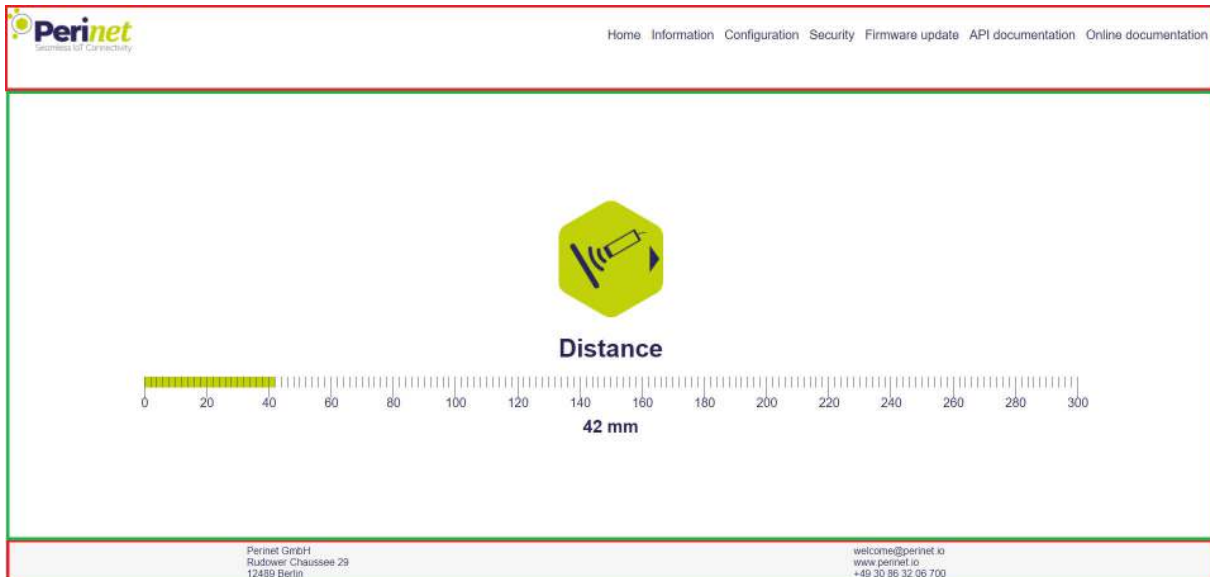 Perinet
Seamless IoT Connectivity
Home Information Configuration Security Firmware update API documentation Online documentation
Distance
0 20 40 60 80 100 120 140 160 180 200 220 240 260 280 300
42 mm
Perinet GmbH
Rudower Chaussee 29
12489 Berlin
welcome@perinet.io
www.perinet.io
+49 30 86 32 06 700